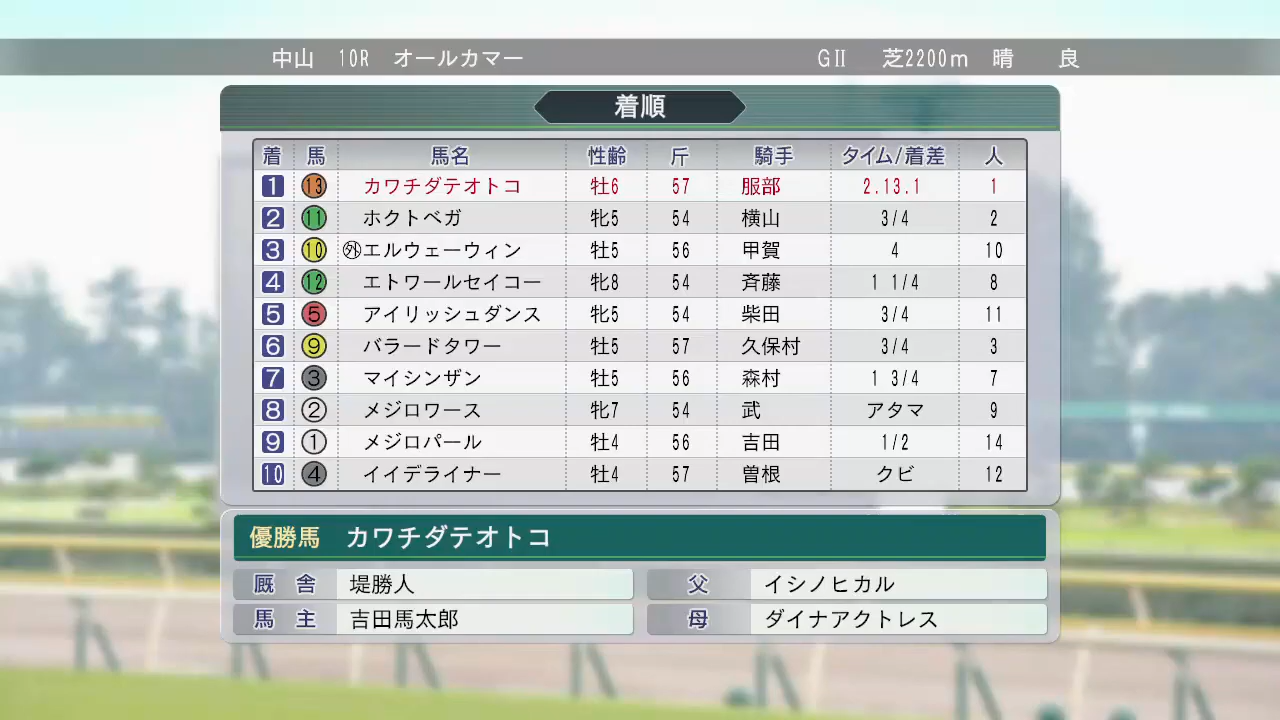 中山 10R オールカマー GⅡ 芝2200m 晴 良
着順
着 馬 馬名 性齢 斤 騎手 タイム/着差 人
1 13 カワチダテオトコ 牡6 57 服部 2.13.1 1
2 11 ホクトベガ 牝5 54 横山 3/4 2
3 10 外 エルウェーウィン 牡5 56 甲賀 4 10
4 12 エトワールセイコー 牝8 54 斉藤 1 1/4 8
5 5 アイリッシュダンス 牝5 54 柴田 3/4 11
6 9 バラードタワー 牡5 57 久保村 3/4 3
7 3 マイシンザン 牡5 56 森村 1 3/4 7
8 2 メジロワース 牝7 54 武 アタマ 9
9 1 メジロパール 牡4 56 吉田 1/2 14
10 4 イイデライナー 牡4 57 曽根 クビ 12
優勝馬 カワチダテオトコ
厩舎 堤勝人 父 イシノヒカル
馬主 吉田馬太郎 母 ダイナアクトレス